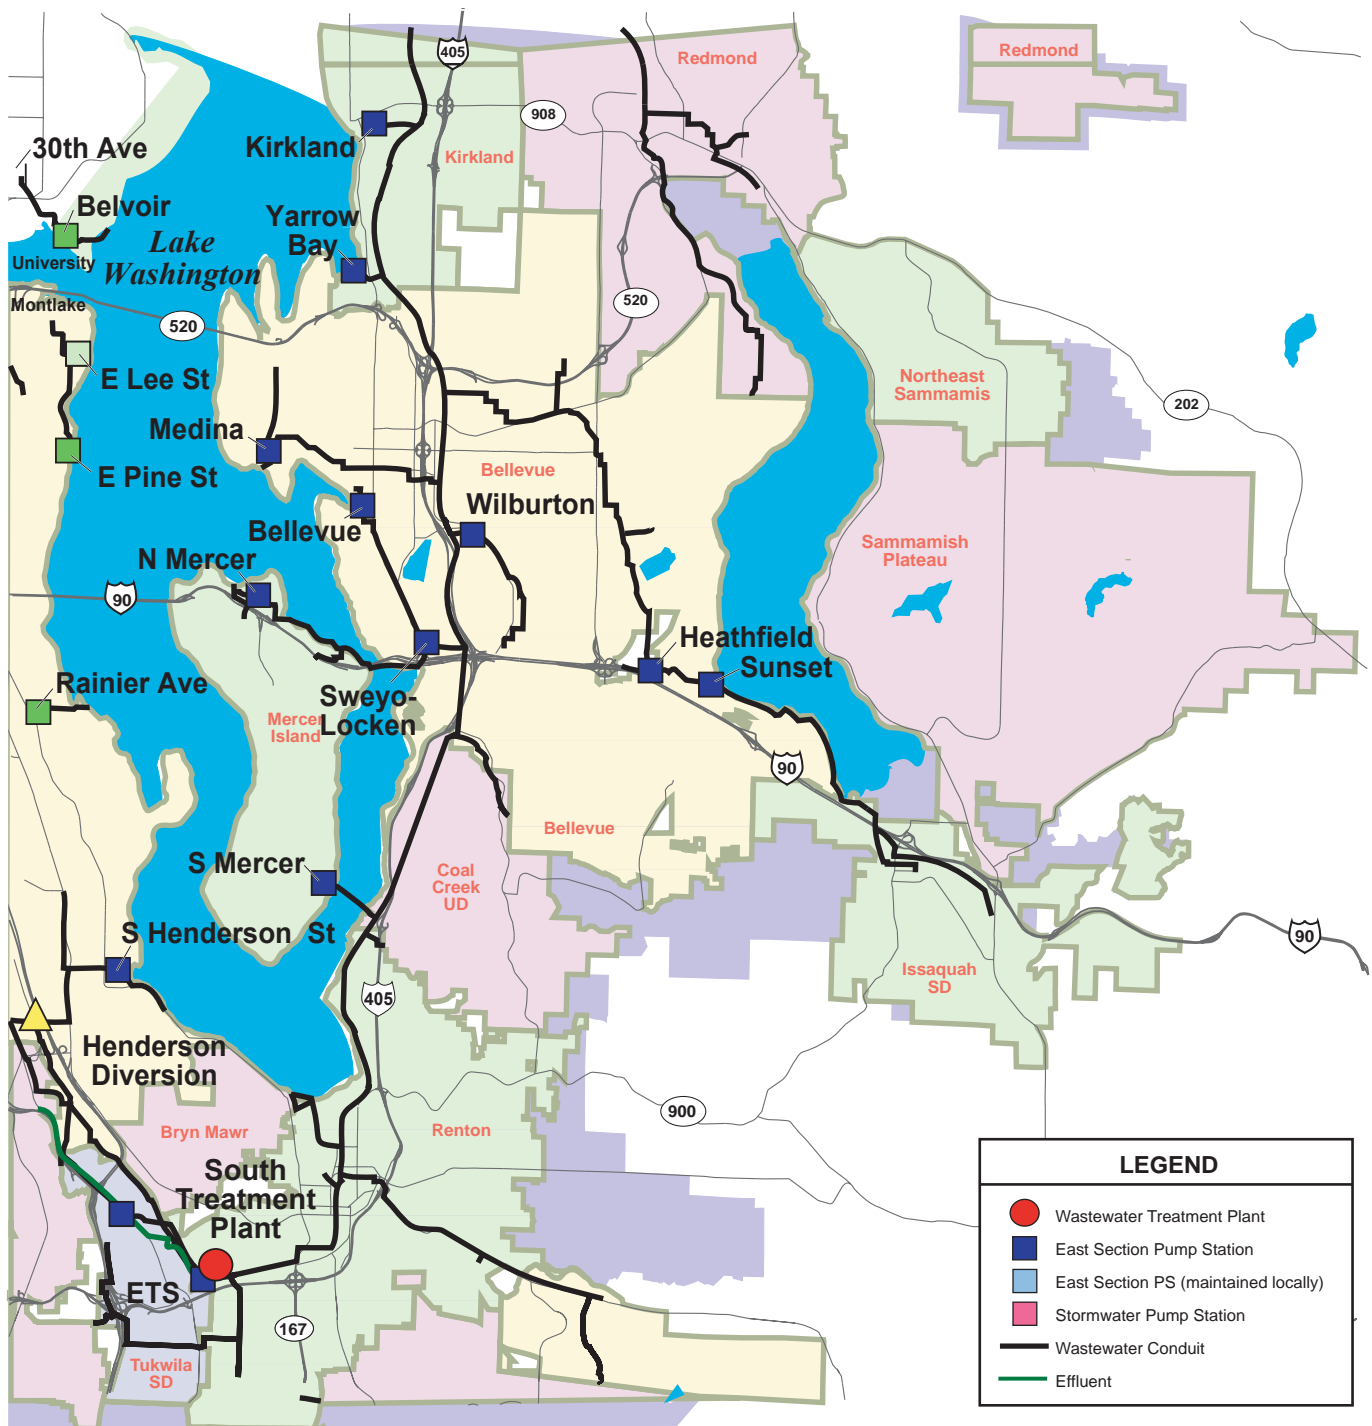 Redmond
Redmond
405
908
Kirkland
Kirkland
30th Ave
Belvoir
Yarrow
Bay
Lake
Washington
University
Montlake
520
520
E Lee St
Northeast
Sammamis
202
Medina
E Pine St
Bellevue
Wilburton
Bellevue
Sammamish
Plateau
N Mercer
90
Heathfield
Sunset
Rainier Ave
Sweyo-
Locken
Mercer
Island
90
Bellevue
S Mercer
Coal
Creek
UD
S Henderson St
90
Issaquah
SD
405
Henderson
Diversion
900
Bryn Mawr
Renton
South
Treatment
Plant
ETS
167
Tukwila
SD
LEGEND
Wastewater Treatment Plant
East Section Pump Station
East Section PS (maintained locally)
Stormwater Pump Station
Wastewater Conduit
Effluent